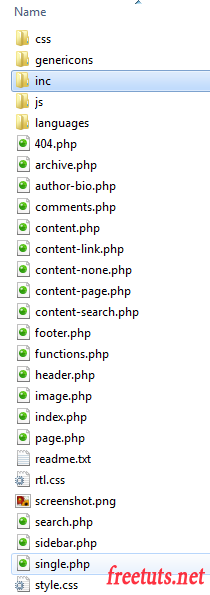 Name
css
genericons
inc
js
languages
404.php
archive.php
author-bio.php
comments.php
content.php
content-link.php
content-none.php
content-page.php
content-search.php
footer.php
functions.php
header.php
image.php
index.php
page.php
readme.txt
rtl.css
screenshot.png
search.php
sidebar.php
single.php
style.css
freetuts.net